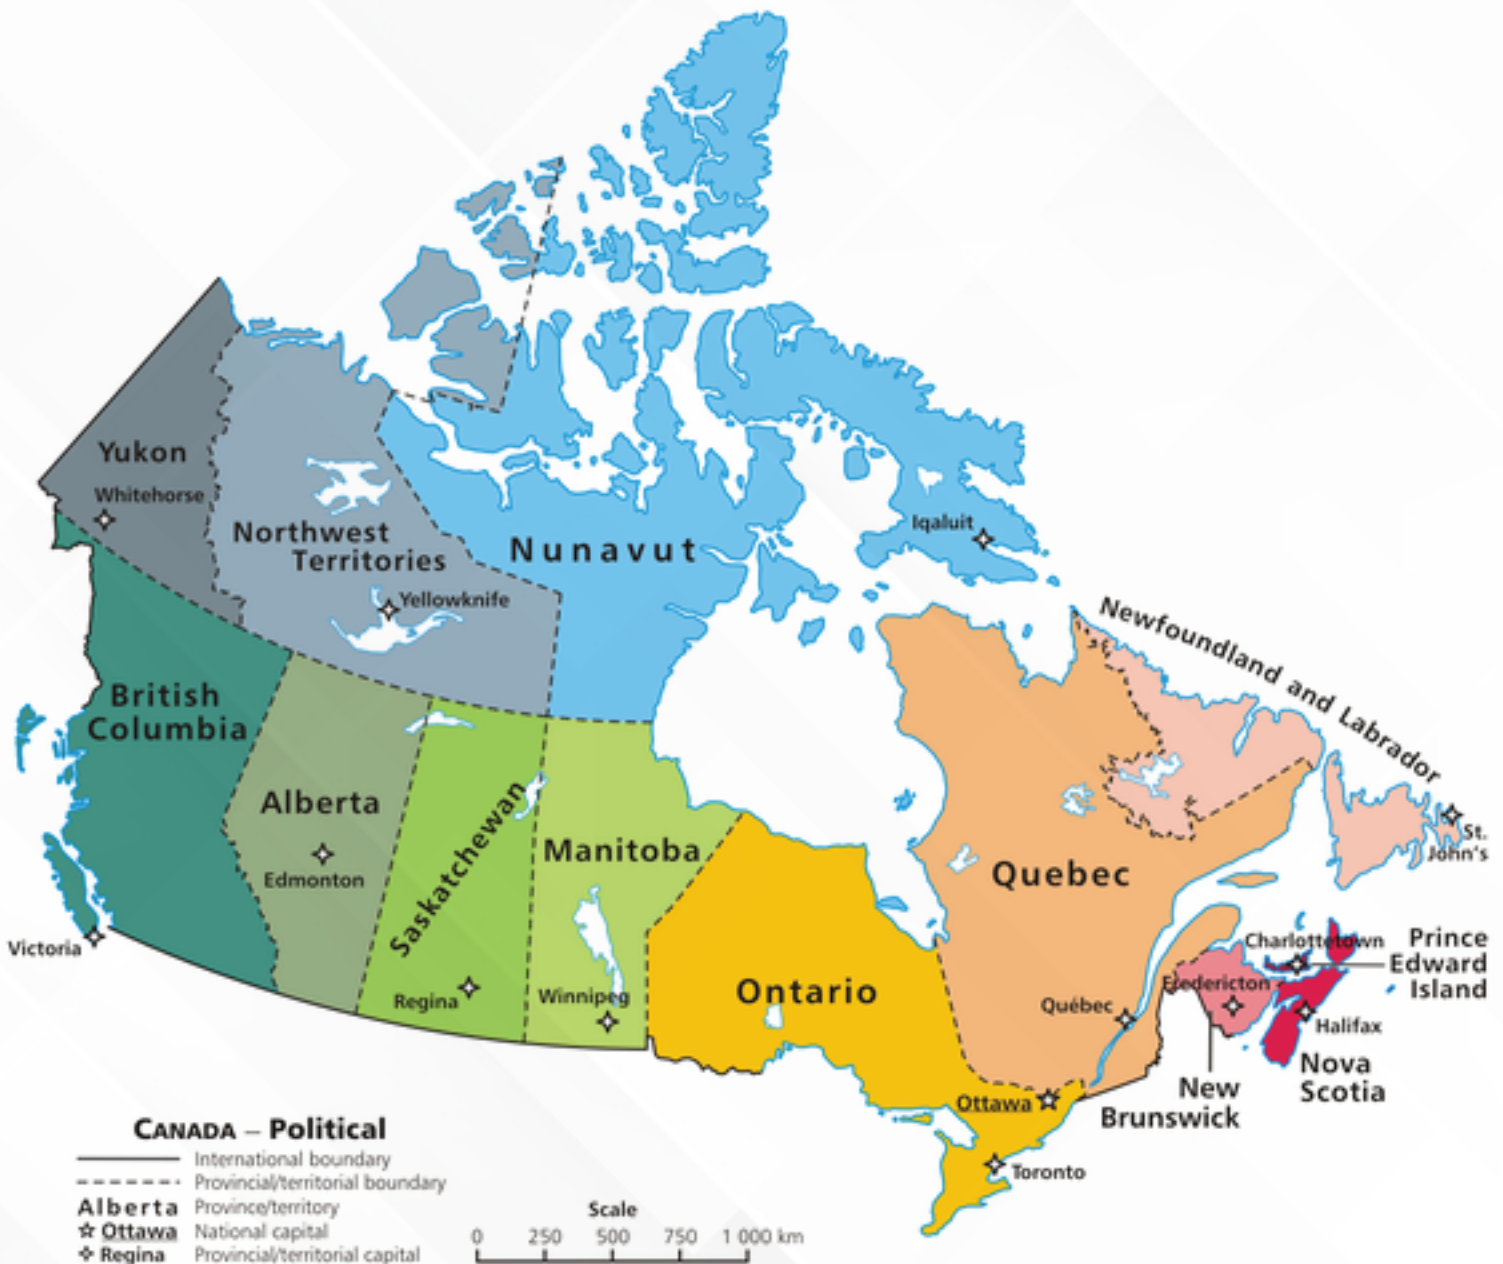 Yukon
Whitehorse
Northwest
Territories
Yellowknife
Nunavut
Iqaluit
British
Columbia
Victoria
Alberta
Edmonton
Saskatchewan
Regina
Manitoba
Winnipeg
Ontario
Ottawa
Toronto
Quebec
Québec
Newfoundland and Labrador
St.
John's
Charlottetown
Prince
Edward
Island
Fredericton
Halifax
Nova
Scotia
New
Brunswick
CANADA – Political
International boundary
Provincial/territorial boundary
Alberta Province/territory
Ottawa National capital
Regina Provincial/territorial capital
Scale
0 250 500 750 1 000 km